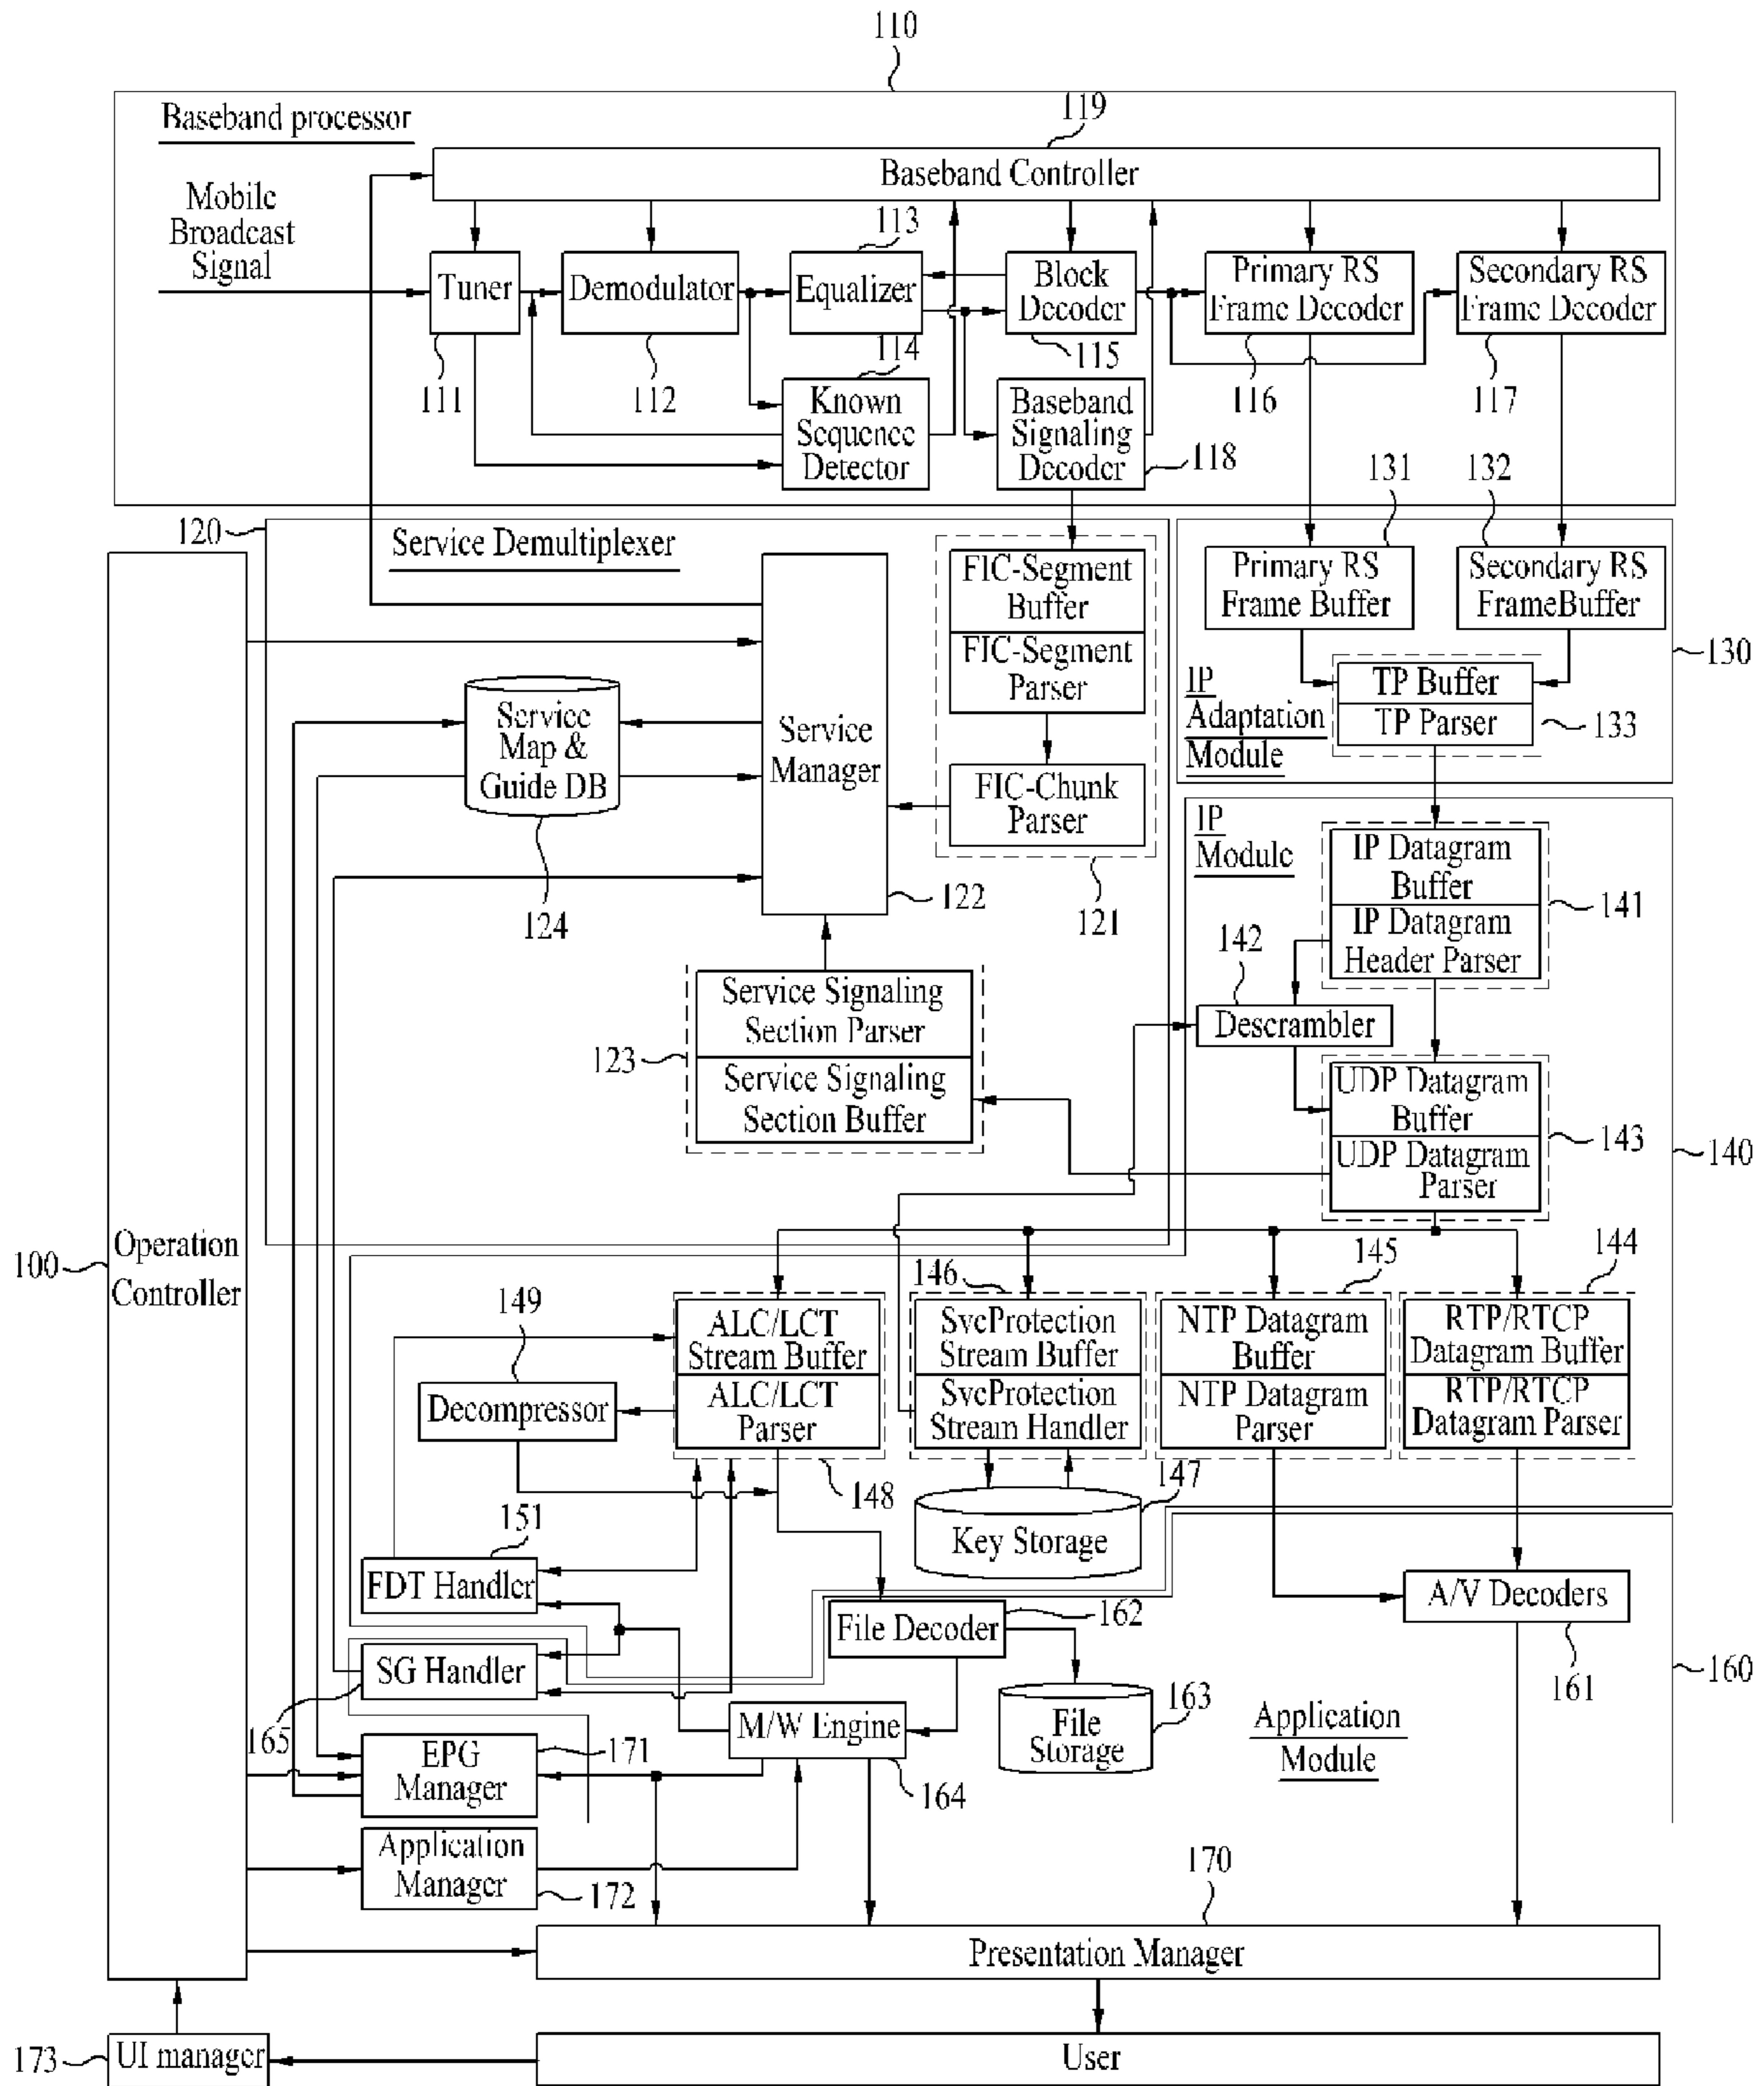 110
Baseband processor
119
Baseband Controller
Mobile
Broadcast
Signal
113
Tuner
Demodulator
Equalizer
Block
Decoder
Primary RS
Frame Decoder
Secondary RS
Frame Decoder
111
112
114
115
116
117
Known
Sequence
Detector
Baseband
Signaling
Decoder
118
131
132
120
Service Demultiplexer
FIC-Segment
Buffer
FIC-Segment
Parser
Primary RS
Frame Buffer
Secondary RS
FrameBuffer
130
TP Buffer
TP Parser
133
IP
Adaptation
Module
Service
Map &
Guide DB
124
Service
Manager
122
FIC-Chunk
Parser
121
IP
Module
IP Datagram
Buffer
IP Datagram
Header Parser
141
142
Descrambler
Service Signaling
Section Parser
Service Signaling
Section Buffer
123
UDP Datagram
Buffer
UDP Datagram
Parser
143
140
100
Operation
Controller
149
146
145
144
ALC/LCT
Stream Buffer
ALC/LCT
Parser
SvcProtection
Stream Buffer
SvcProtection
Stream Handler
NTP Datagram
Buffer
NTP Datagram
Parser
RTP/RTCP
Datagram Buffer
RTP/RTCP
Datagram Parser
Decompressor
148
147
Key Storage
151
FDT Handler
A/V Decoders
161
162
File Decoder
SG Handler
165
160
M/W Engine
164
File
Storage
163
Application
Module
EPG
Manager
171
Application
Manager
172
170
Presentation Manager
173
UI manager
User